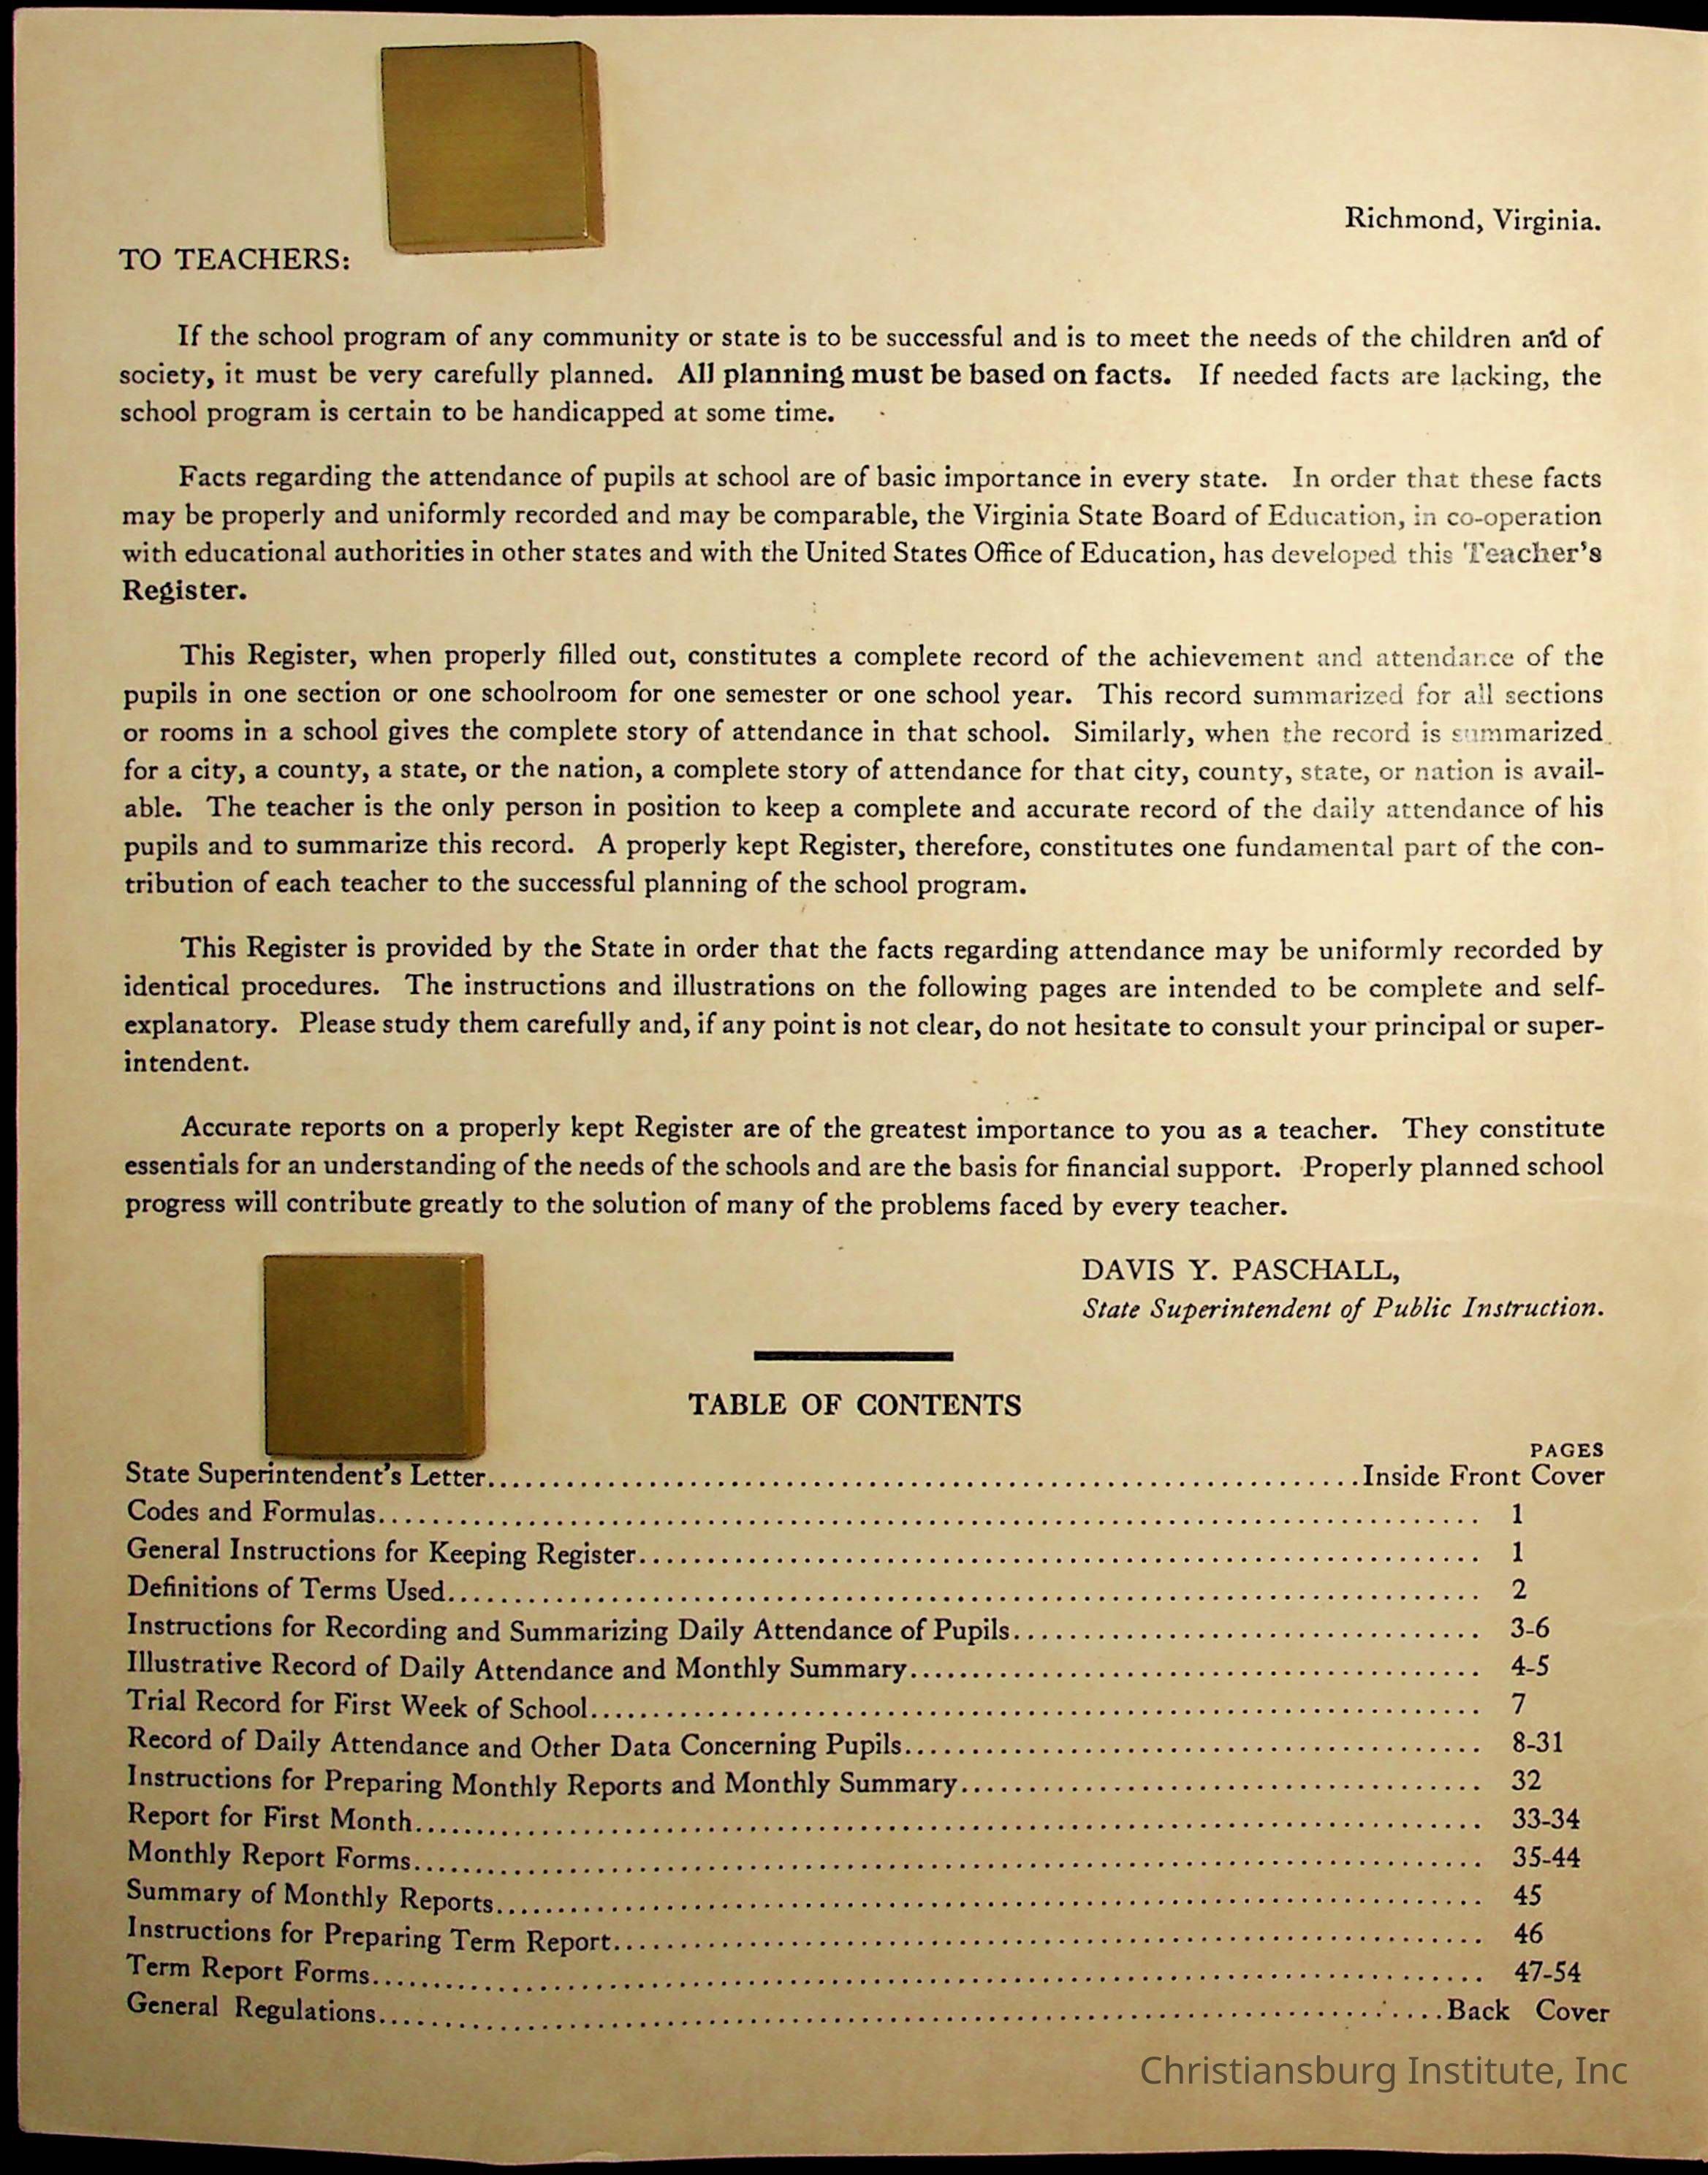 Richmond, Virginia.
TO TEACHERS:
If the school program of any community or state is to be successful and is to meet the needs of the children and of
society, it must be very carefully planned. All planning must be based on facts. If needed facts are lacking, the
school program is certain to be handicapped at some time.
Facts regarding the attendance of pupils at school are of basic importance in every state. In order that these facts
may be properly and uniformly recorded and may be comparable, the Virginia State Board of Education, in co-operation
with educational authorities in other states and with the United States Office of Education, has developed this Teacher's
Register.
This Register, when properly filled out, constitutes a complete record of the achievement and attendance of the
pupils in one section or one schoolroom for one semester or one school year. This record summarized for all sections
or rooms in a school gives the complete story of attendance in that school. Similarly, when the record is summarized
for a city, a county, a state, or the nation, a complete story of attendance for that city, county, state, or nation is avail-
able. The teacher is the only person in position to keep a complete and accurate record of the daily attendance of his
pupils and to summarize this record. A properly kept Register, therefore, constitutes one fundamental part of the con-
tribution of each teacher to the successful planning of the school program.
This Register is provided by the State in order that the facts regarding attendance may be uniformly recorded by
identical procedures. The instructions and illustrations on the following pages are intended to be complete and self-
explanatory. Please study them carefully and, if any point is not clear, do not hesitate to consult your principal or super-
intendent.
Accurate reports on a properly kept Register are of the greatest importance to you as a teacher. They constitute
essentials for an understanding of the needs of the schools and are the basis for financial support. Properly planned school
progress will contribute greatly to the solution of many of the problems faced by every teacher.
DAVIS Y. PASCHALL,
State Superintendent of Public Instruction.
TABLE OF CONTENTS
PAGES
State Superintendent's Letter........Inside Front Cover
Codes and Formulas........ 1
General Instructions for Keeping Register........ 1
Definitions of Terms Used........ 2
Instructions for Recording and Summarizing Daily Attendance of Pupils........ 3-6
Illustrative Record of Daily Attendance and Monthly Summary........ 4-5
Trial Record for First Week of School........ 7
Record of Daily Attendance and Other Data Concerning Pupils........ 8-31
Instructions for Preparing Monthly Reports and Monthly Summary........ 32
Report for First Month........ 33-34
Monthly Report Forms........ 35-44
Summary of Monthly Reports........ 45
Instructions for Preparing Term Report........ 46
Term Report Forms........ 47-54
General Regulations........Back Cover
Christiansburg Institute, Inc